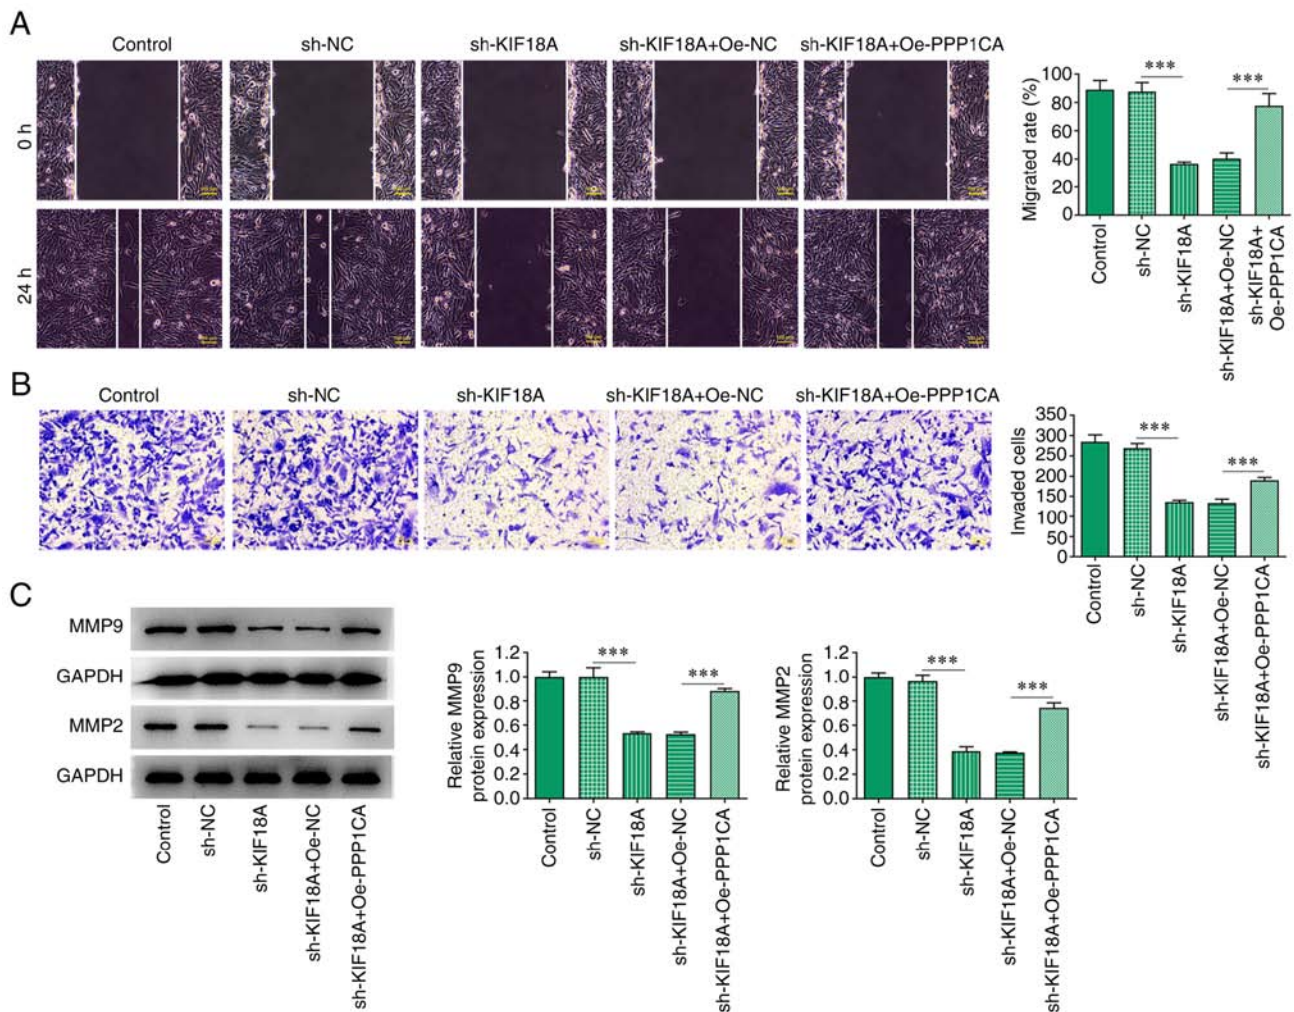 A
Control
sh-NC
sh-KIF18A
sh-KIF18A+Oe-NC
sh-KIF18A+Oe-PPP1CA
0 h
24 h
Migrated rate (%)
100
80
60
40
20
0
***
***
Control
sh-NC
sh-KIF18A
sh-KIF18A+Oe-NC
sh-KIF18A+
Oe-PPP1CA
B
Control
sh-NC
sh-KIF18A
sh-KIF18A+Oe-NC
sh-KIF18A+Oe-PPP1CA
Invaded cells
350
300
250
200
150
100
50
0
***
***
Control
sh-NC
sh-KIF18A
sh-KIF18A+Oe-NC
sh-KIF18A+Oe-PPP1CA
C
MMP9
GAPDH
MMP2
GAPDH
Control
sh-NC
sh-KIF18A
sh-KIF18A+Oe-NC
sh-KIF18A+Oe-PPP1CA
Relative MMP9
protein expression
1.2
1.0
0.8
0.6
0.4
0.2
0.0
***
***
Control
sh-NC
sh-KIF18A
sh-KIF18A+Oe-NC
sh-KIF18A+Oe-PPP1CA
Relative MMP2
protein expression
1.2
1.0
0.8
0.6
0.4
0.2
0.0
***
***
Control
sh-NC
sh-KIF18A
sh-KIF18A+Oe-NC
sh-KIF18A+Oe-PPP1CA